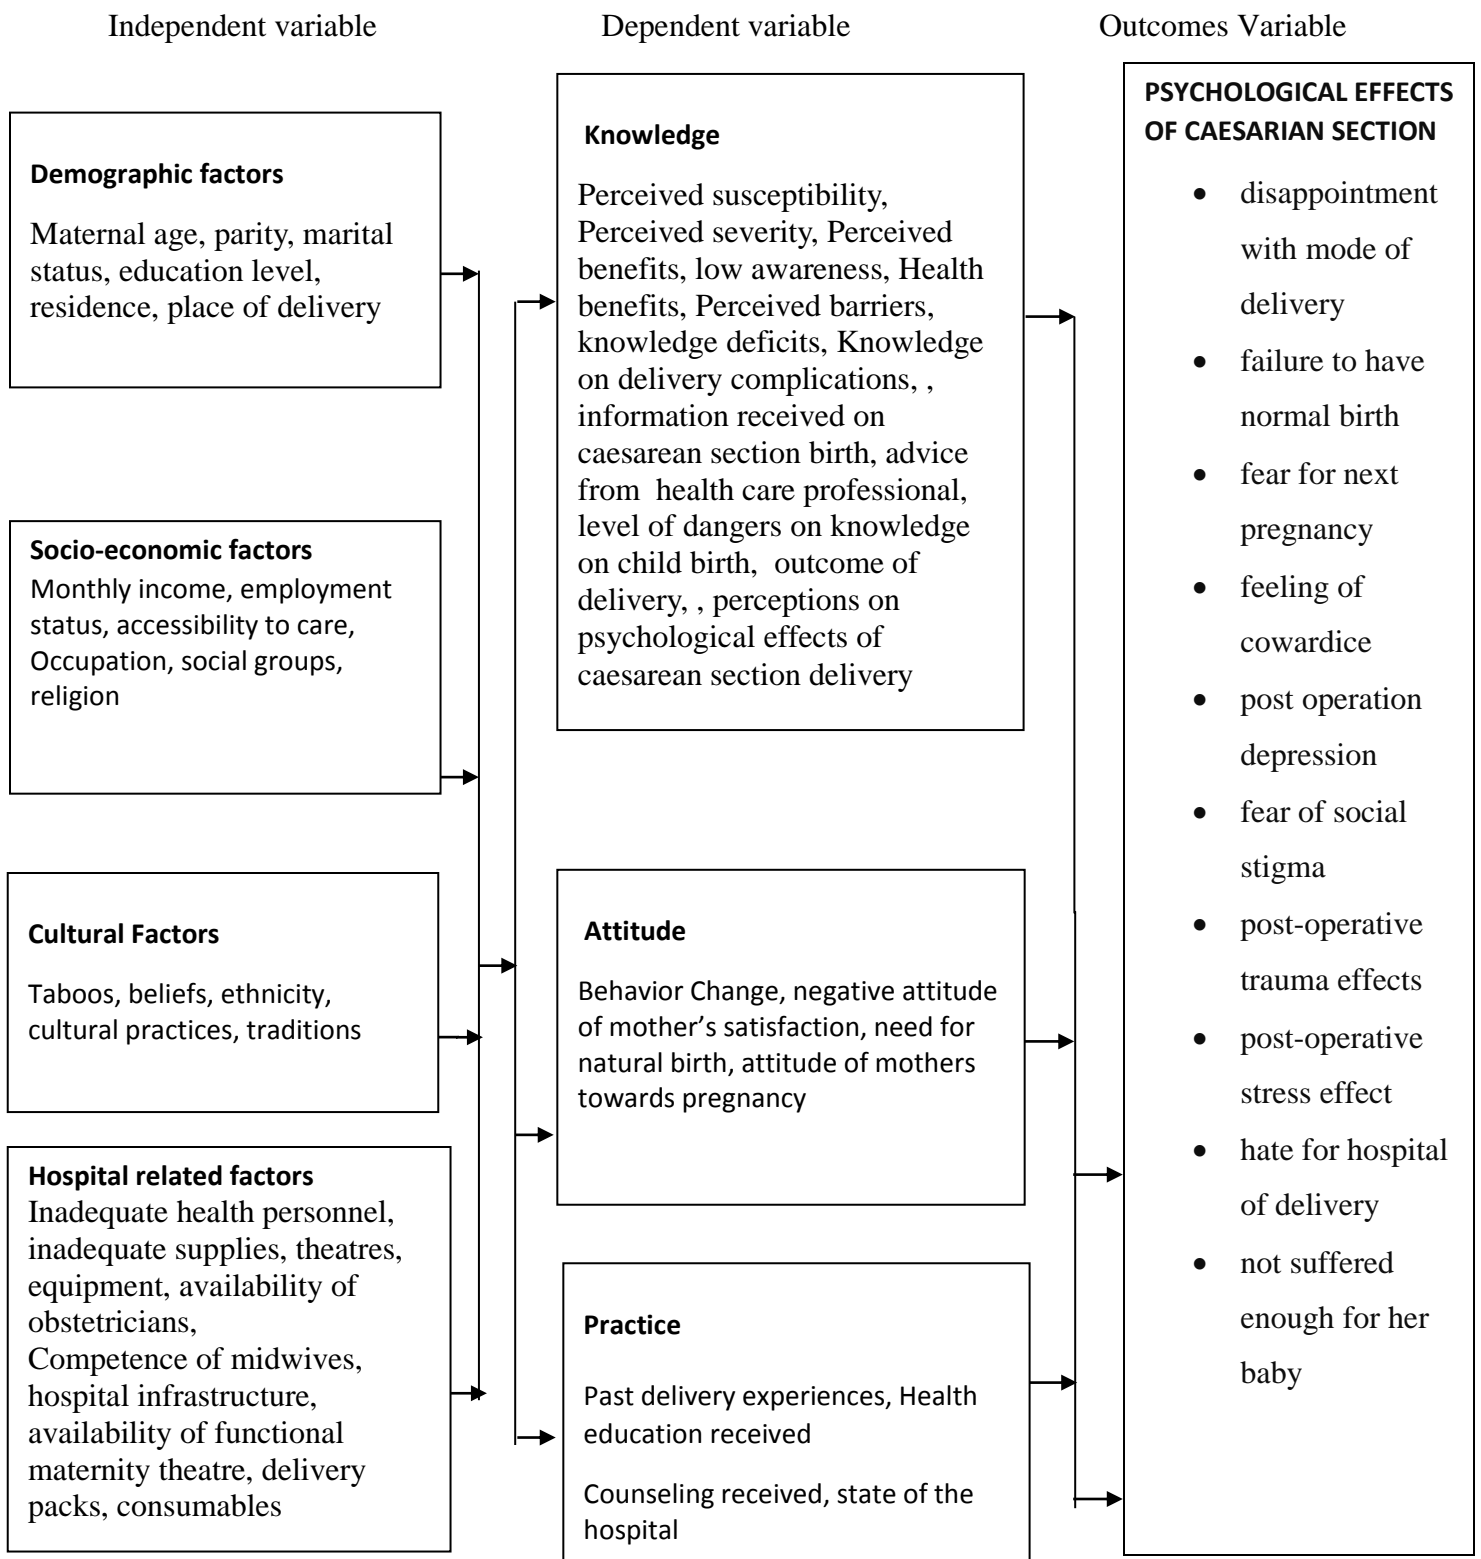 Independent variable
Dependent variable
Outcomes Variable
Demographic factors
Maternal age, parity, marital
status, education level,
residence, place of delivery
Socio-economic factors
Monthly income, employment
status, accessibility to care,
Occupation, social groups,
religion
Cultural Factors
Taboos, beliefs, ethnicity,
cultural practices, traditions
Hospital related factors
Inadequate health personnel,
inadequate supplies, theatres,
equipment, availability of
obstetricians,
Competence of midwives,
hospital infrastructure,
availability of functional
maternity theatre, delivery
packs, consumables
Knowledge
Perceived susceptibility,
Perceived severity, Perceived
benefits, low awareness, Health
benefits, Perceived barriers,
knowledge deficits, Knowledge
on delivery complications, ,
information received on
caesarean section birth, advice
from  health care professional,
level of dangers on knowledge
on child birth,  outcome of
delivery, , perceptions on
psychological effects of
caesarean section delivery
Attitude
Behavior Change, negative attitude
of mother’s satisfaction, need for
natural birth, attitude of mothers
towards pregnancy
Practice
Past delivery experiences, Health
education received
Counseling received, state of the
hospital
PSYCHOLOGICAL EFFECTS
OF CAESARIAN SECTION
• disappointment
with mode of
delivery
• failure to have
normal birth
• fear for next
pregnancy
• feeling of
cowardice
• post operation
depression
• fear of social
stigma
• post-operative
trauma effects
• post-operative
stress effect
• hate for hospital
of delivery
• not suffered
enough for her
baby